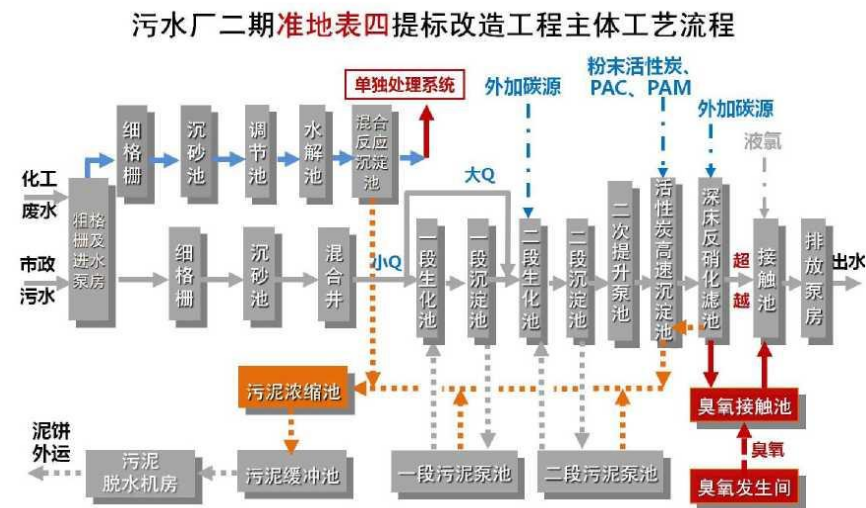 污水厂二期准地表四提标改造工程主体工艺流程
单独处理系统
外加碳源
粉末活性炭、
PAC、PAM
外加碳源
液氯
细格栅
沉砂池
调节池
水解池
混合
反应
沉淀
池
化工
废水
大Q
粗格
栅及
进水
泵房
市政
污水
细格栅
沉砂池
混合井
小Q
一段生化池
一段沉淀池
二段生化池
二段沉淀池
二次提升泵池
活性炭高速沉淀池
深床反硝化滤池
超
越
接触池
排放泵房
出水
污泥浓缩池
臭氧接触池
泥饼
外运
污泥
脱水机房
污泥缓冲池
一段污泥泵池
二段污泥泵池
臭氧
臭氧发生间